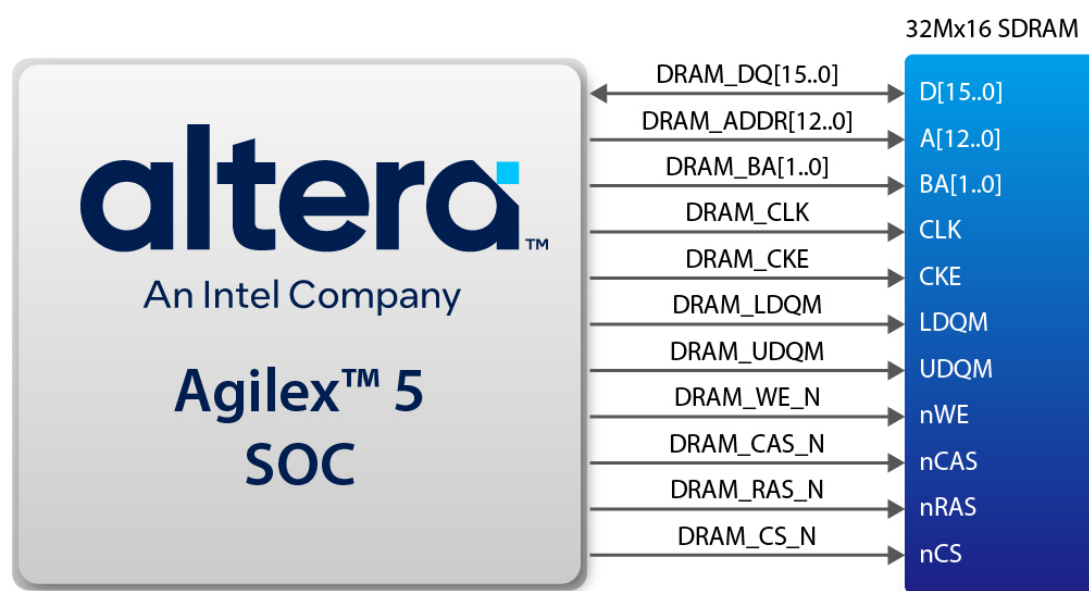 32Mx16 SDRAM
altera™
An Intel Company
Agilex™ 5
SOC
DRAM_DQ[15..0]
DRAM_ADDR[12..0]
DRAM_BA[1..0]
DRAM_CLK
DRAM_CKE
DRAM_LDQM
DRAM_UDQM
DRAM_WE_N
DRAM_CAS_N
DRAM_RAS_N
DRAM_CS_N
D[15..0]
A[12..0]
BA[1..0]
CLK
CKE
LDQM
UDQM
nWE
nCAS
nRAS
nCS